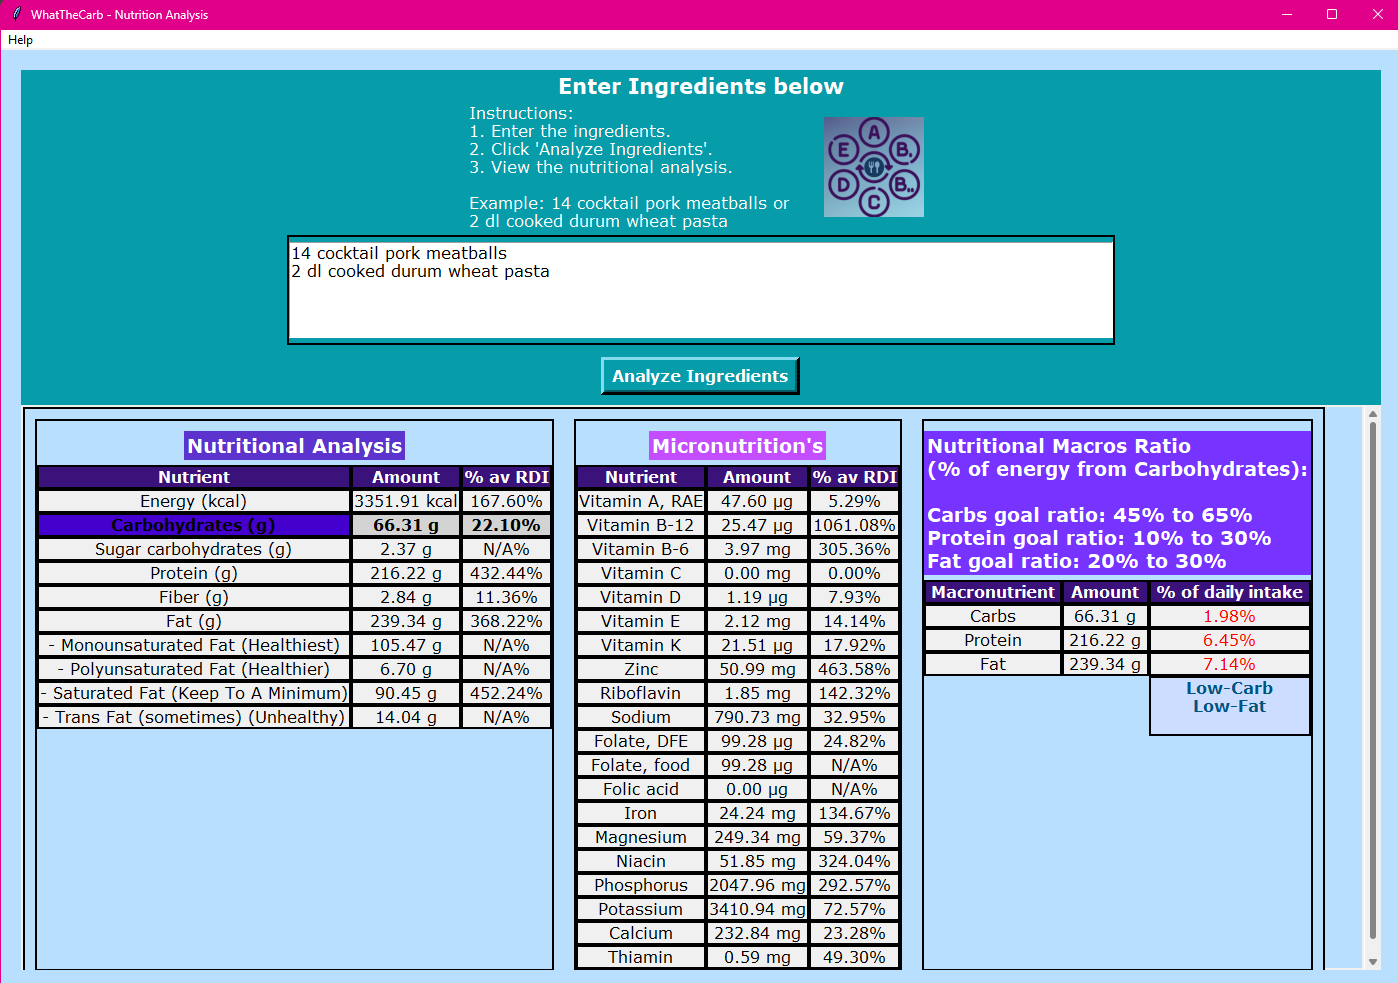 WhatTheCarb - Nutrition Analysis
Help
Enter Ingredients below
Instructions:
1. Enter the ingredients.
2. Click 'Analyze Ingredients'.
3. View the nutritional analysis.
Example: 14 cocktail pork meatballs or
2 dl cooked durum wheat pasta
A
B.
B..
C
D
E
14 cocktail pork meatballs
2 dl cooked durum wheat pasta
Analyze Ingredients
Nutritional Analysis
Nutrient Amount % av RDI
Energy (kcal) 3351.91 kcal 167.60%
Carbohydrates (g) 66.31 g 22.10%
Sugar carbohydrates (g) 2.37 g N/A%
Protein (g) 216.22 g 432.44%
Fiber (g) 2.84 g 11.36%
Fat (g) 239.34 g 368.22%
- Monounsaturated Fat (Healthiest) 105.47 g N/A%
- Polyunsaturated Fat (Healthier) 6.70 g N/A%
- Saturated Fat (Keep To A Minimum) 90.45 g 452.24%
- Trans Fat (sometimes) (Unhealthy) 14.04 g N/A%
Micronutrition's
Nutrient Amount % av RDI
Vitamin A, RAE 47.60 µg 5.29%
Vitamin B-12 25.47 µg 1061.08%
Vitamin B-6 3.97 mg 305.36%
Vitamin C 0.00 mg 0.00%
Vitamin D 1.19 µg 7.93%
Vitamin E 2.12 mg 14.14%
Vitamin K 21.51 µg 17.92%
Zinc 50.99 mg 463.58%
Riboflavin 1.85 mg 142.32%
Sodium 790.73 mg 32.95%
Folate, DFE 99.28 µg 24.82%
Folate, food 99.28 µg N/A%
Folic acid 0.00 µg N/A%
Iron 24.24 mg 134.67%
Magnesium 249.34 mg 59.37%
Niacin 51.85 mg 324.04%
Phosphorus 2047.96 mg 292.57%
Potassium 3410.94 mg 72.57%
Calcium 232.84 mg 23.28%
Thiamin 0.59 mg 49.30%
Nutritional Macros Ratio
(% of energy from Carbohydrates):
Carbs goal ratio: 45% to 65%
Protein goal ratio: 10% to 30%
Fat goal ratio: 20% to 30%
Macronutrient Amount % of daily intake
Carbs 66.31 g 1.98%
Protein 216.22 g 6.45%
Fat 239.34 g 7.14%
Low-Carb
Low-Fat